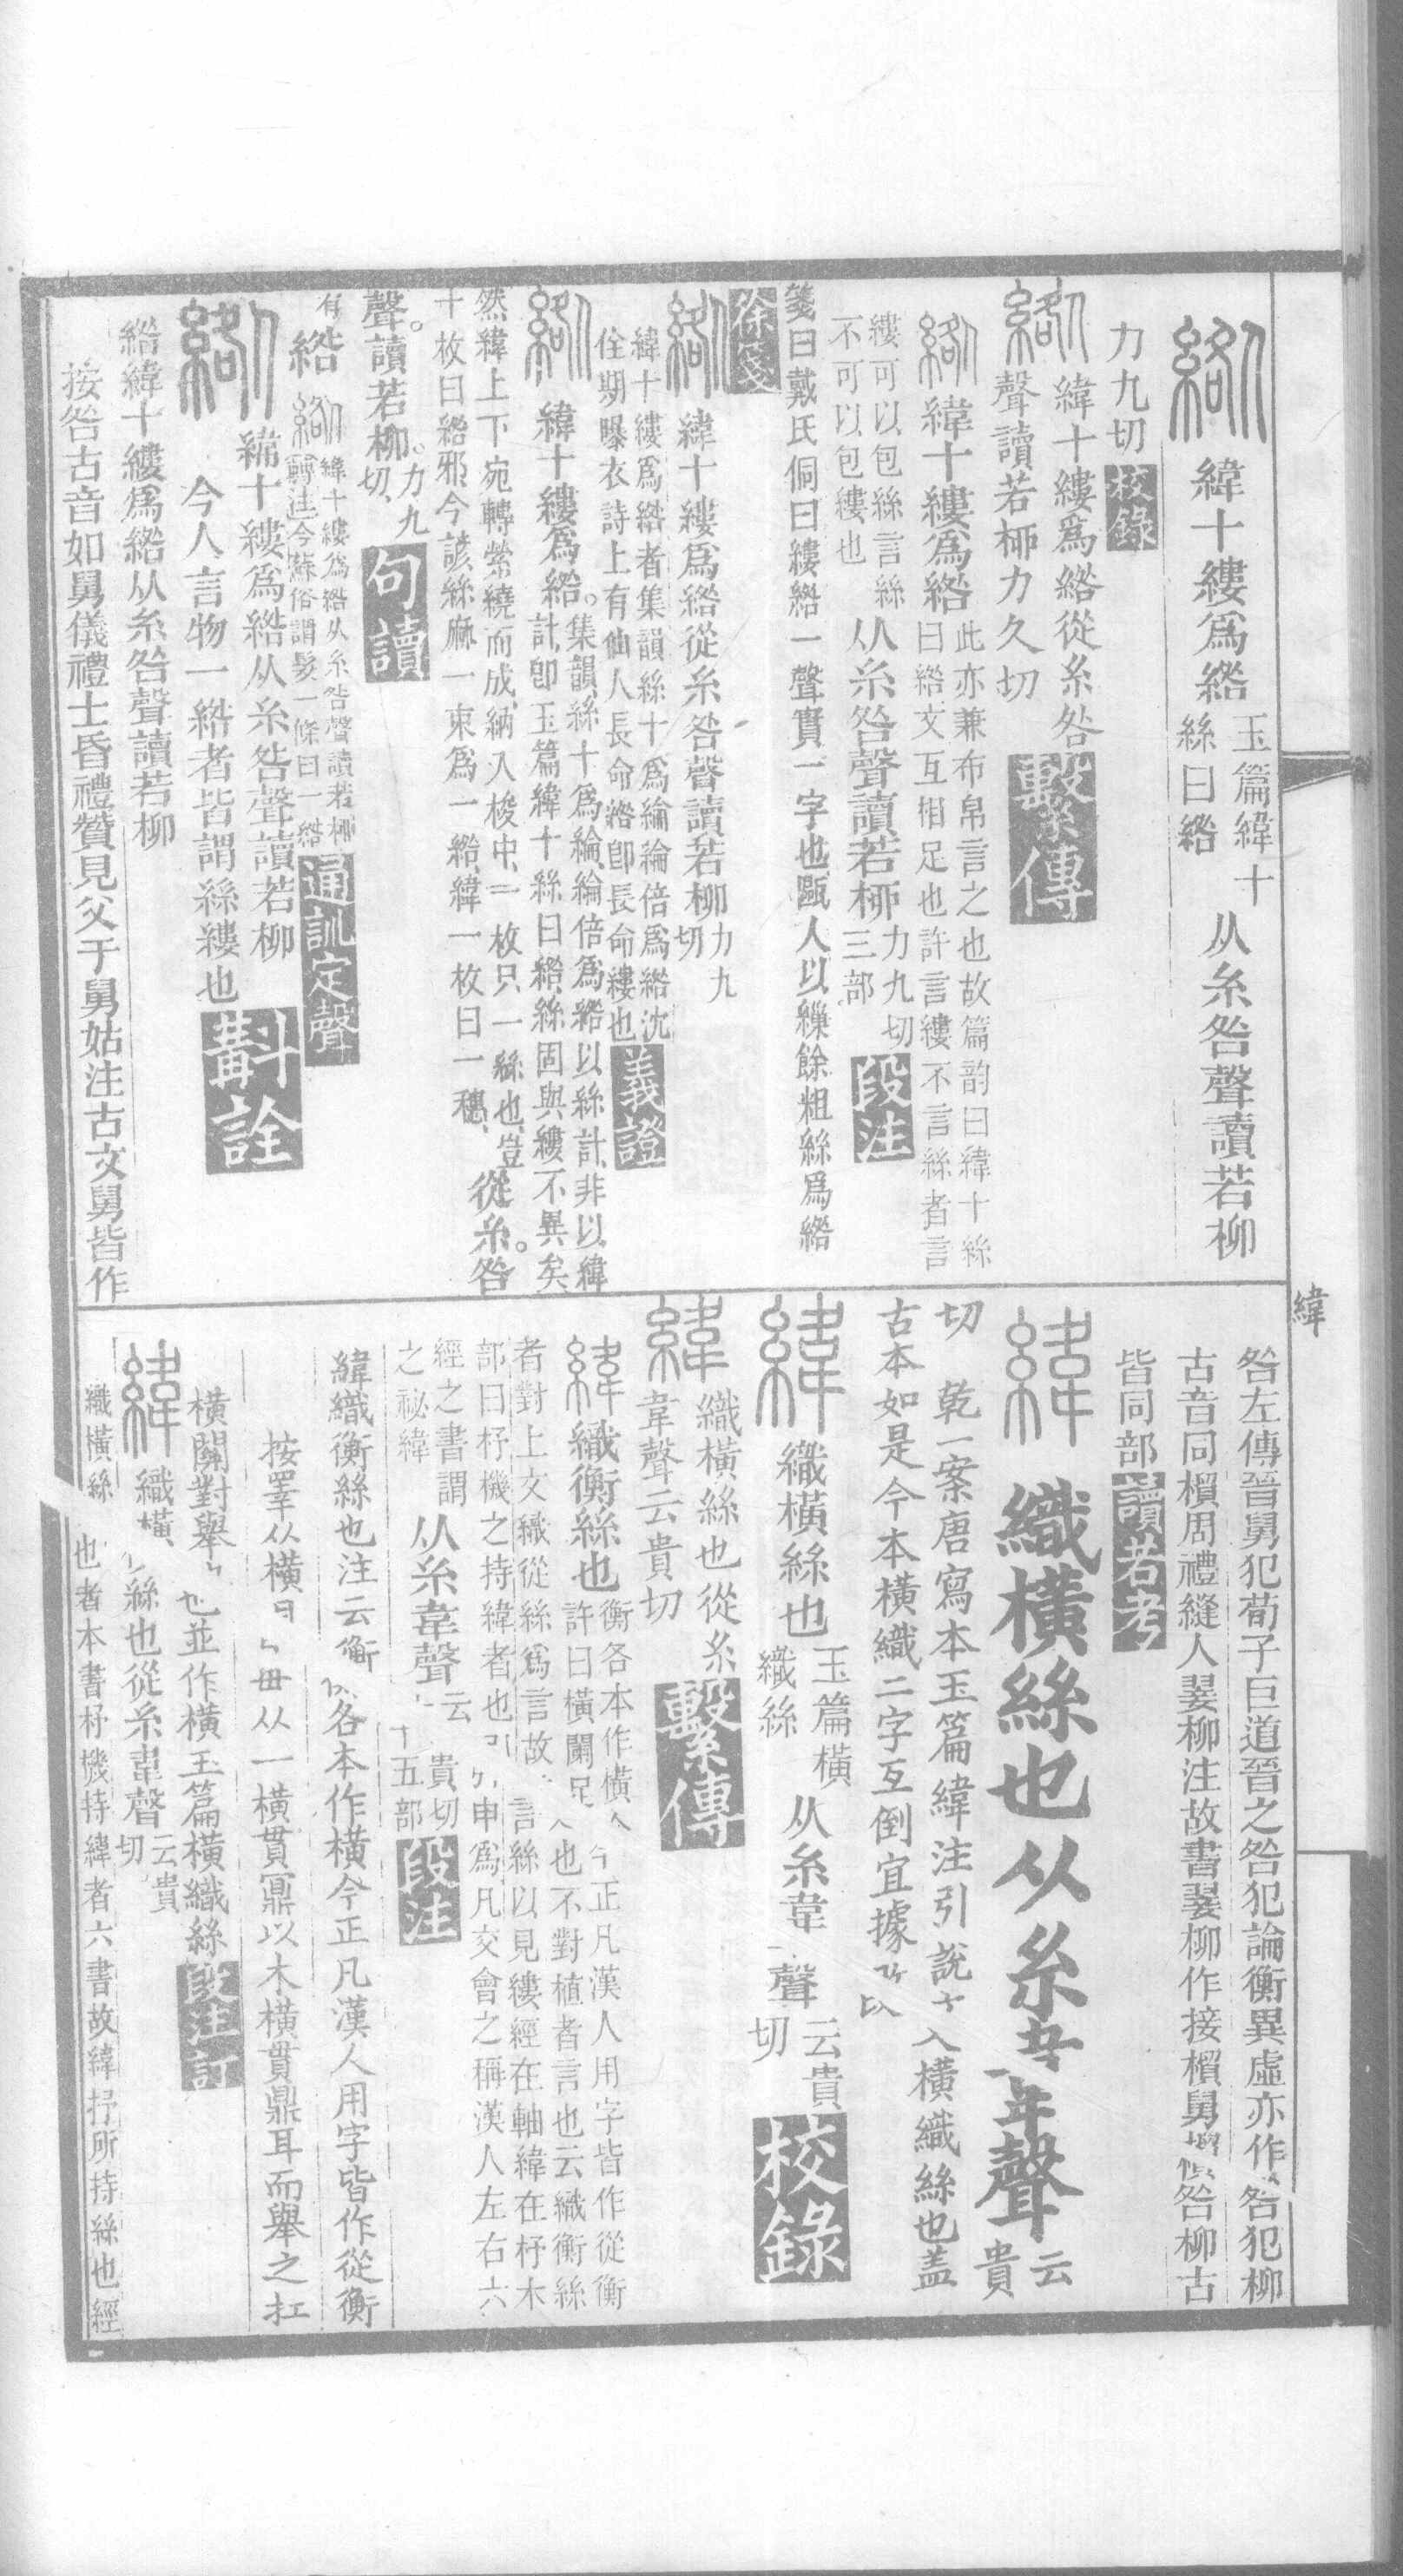 緯十縷爲綹玉篇緯十絲曰綹从糸咎聲讀若柳
力九切校錄
緯十縷爲綹從糸咎
聲讀若桺力久切繫傳
緯十縷爲綹此亦兼布帛言之也故篇韵曰緯十絲曰綹文互相足也許言縷不言絲者言
縷可以包絲言絲不可以包縷也从糸咎聲讀若桺力九切三部段注
箋曰戴氏侗曰縷綹一聲實一字也甌人以繅餘粗絲爲綹
徐箋
緯十縷爲綹從糸咎聲讀若柳力九切
緯十縷爲綹者集韻絲十爲綸綸倍爲綹沈
佺期曝衣詩上有仙人長命綹卽長命縷也義證
緯十縷爲綹。集韻、絲十爲綸、綸倍爲綹、以絲計、非以緯計、卽玉篇緯十絲曰綹、絲固與縷不異矣
然緯上下宛轉縈繞而成、納入梭中、一枚只一絲也、豈
十枚曰綹邪、今諺絲麻一束爲一綹、緯一枚曰一穗、從糸。咎
聲。讀若柳。力九切、句讀
有綹緯十縷爲綹从糸咎聲讀若桺
轉注今蘇俗謂髮一條曰一綹通訓定聲
緯十縷爲綹从糸咎聲讀若柳
今人言物一綹者皆謂絲縷也斠詮
綹緯十縷爲綹从糸咎聲讀若柳
按咎古音如舅儀禮士昏禮贊見父于舅姑注古文舅皆作
緯
咎左傳晉舅犯荀子臣道晉之咎犯論衡異虛亦作咎犯柳
古音同檟周禮縫人翣柳注故書翣柳作接檟舅咎柳古
皆同部讀若考
織橫絲也从糸韋聲云貴
切 乾一案唐寫本玉篇緯注引說文橫織絲也盖
古本如是今本橫織二字互倒宜據改
織橫絲也玉篇橫織絲从糸韋聲云貴切校錄
織橫絲也從糸
韋聲云貴切繫傳
織衡絲也衡各本作橫今正凡漢人用字皆作從衡許曰橫闌足也不對植者言也云織衡絲
者對上文織從絲爲言故言絲以見縷經在軸緯在杼木
部曰杼機之持緯者也引申爲凡交會之稱漢人左右六
經之書謂之祕緯从糸韋聲云貴切十五部段注
緯織衡絲也注云衡各本作橫今正凡漢人用字皆作從衡
毌从一橫貫鼏以木橫貫鼎耳而舉之扛
橫關對舉也並作橫玉篇橫織絲段注訂
織橫絲也從糸韋聲云貴切
織橫絲也者本書杼機持緯者六書故緯杼所持絲也經